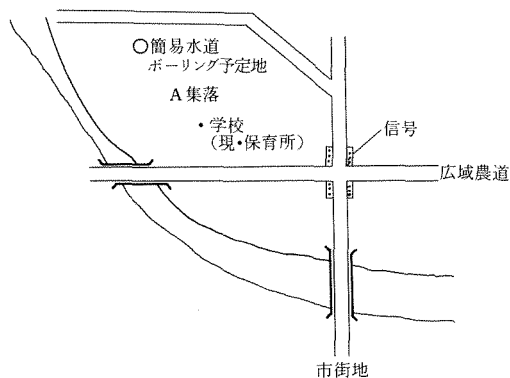 〇簡易水道
ボーリング予定地
A集落
・学校
(現・保育所)
信号
広域農道
市街地